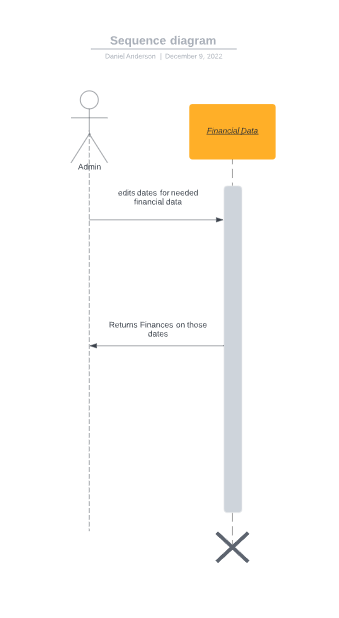 Sequence diagram
Daniel Anderson | December 9, 2022
Financial Data
Admin
edits dates for needed
financial data
Returns Finances on those
dates